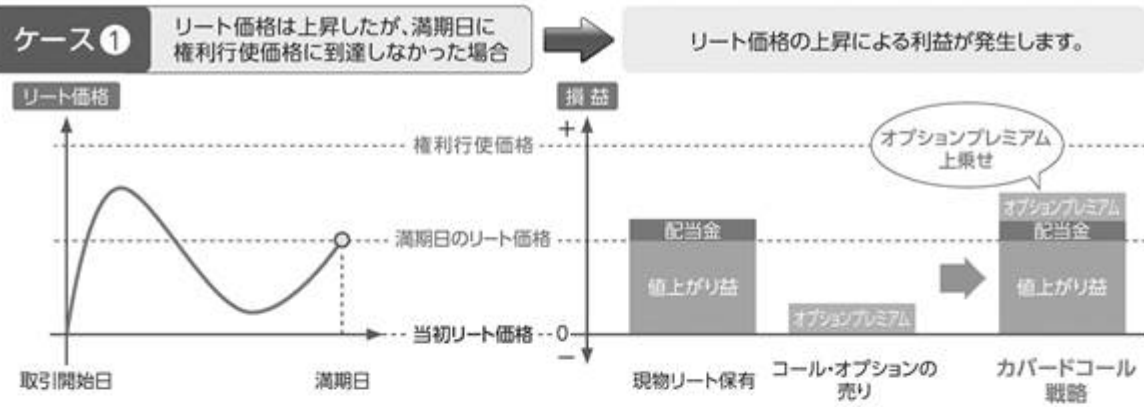 ケース❶
リート価格は上昇したが、満期日に
権利行使価格に到達しなかった場合
リート価格の上昇による利益が発生します。
リート価格
権利行使価格
満期日のリート価格
当初リート価格
取引開始日
満期日
損益
+
0
−
オプションプレミアム
上乗せ
配当金
値上がり益
オプションプレミアム
オプションプレミアム
配当金
値上がり益
現物リート保有
コール・オプションの
売り
カバードコール
戦略